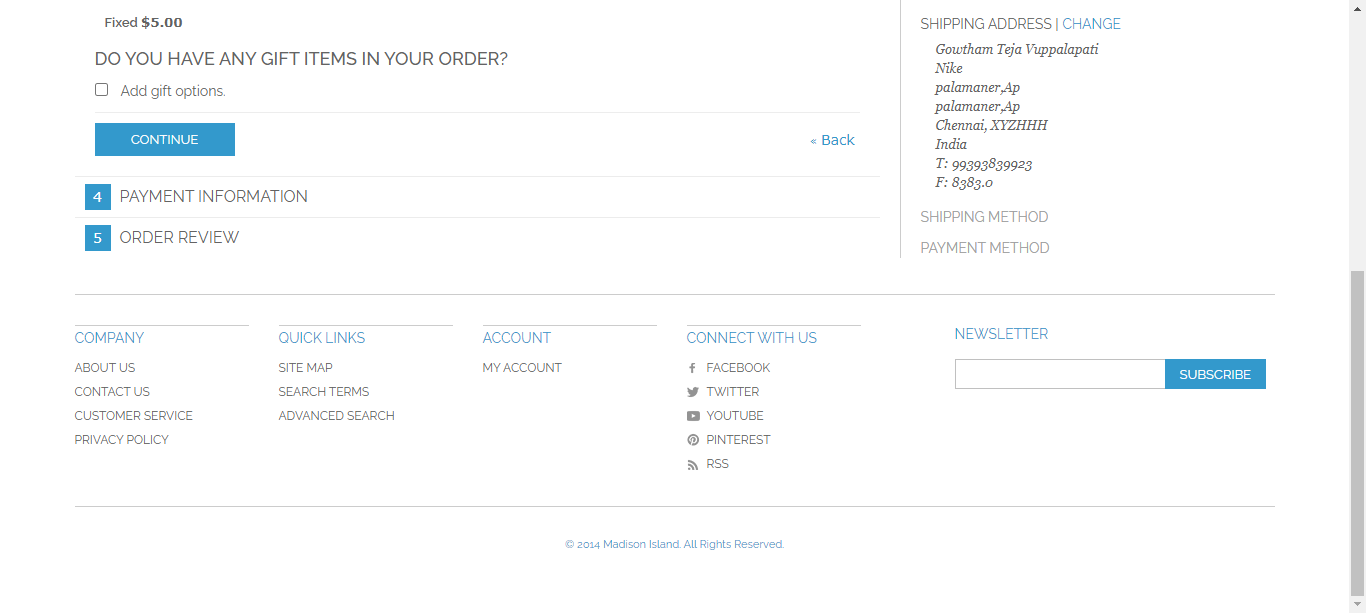 Fixed $5.00
DO YOU HAVE ANY GIFT ITEMS IN YOUR ORDER?
Add gift options.
CONTINUE
« Back
4 PAYMENT INFORMATION
5 ORDER REVIEW
SHIPPING ADDRESS | CHANGE
Gowtham Teja Vuppalapati
Nike
palamaner,Ap
palamaner,Ap
Chennai, XYZHHH
India
T: 99393839923
F: 8383.0
SHIPPING METHOD
PAYMENT METHOD
COMPANY
ABOUT US
CONTACT US
CUSTOMER SERVICE
PRIVACY POLICY
QUICK LINKS
SITE MAP
SEARCH TERMS
ADVANCED SEARCH
ACCOUNT
MY ACCOUNT
CONNECT WITH US
FACEBOOK
TWITTER
YOUTUBE
PINTEREST
RSS
NEWSLETTER
SUBSCRIBE
© 2014 Madison Island. All Rights Reserved.